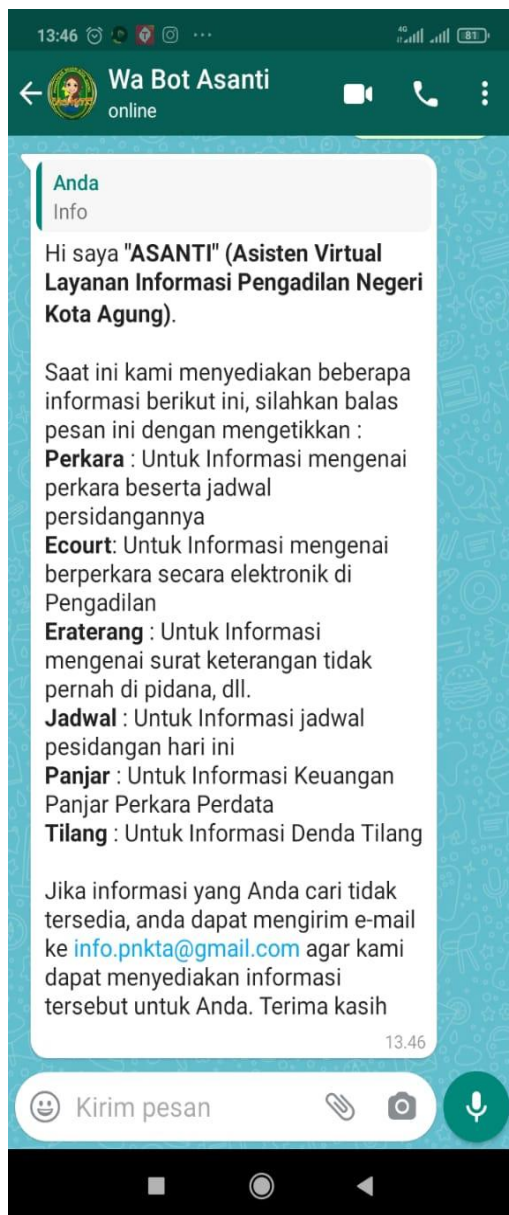 13:46
4G
81
Wa Bot Asanti
online
Anda
Info
Hi saya "ASANTI" (Asisten Virtual
Layanan Informasi Pengadilan Negeri
Kota Agung).
Saat ini kami menyediakan beberapa
informasi berikut ini, silahkan balas
pesan ini dengan mengetikkan :
Perkara : Untuk Informasi mengenai
perkara beserta jadwal
persidangannya
Ecourt: Untuk Informasi mengenai
berperkara secara elektronik di
Pengadilan
Eraterang : Untuk Informasi
mengenai surat keterangan tidak
pernah di pidana, dll.
Jadwal : Untuk Informasi jadwal
pesidangan hari ini
Panjar : Untuk Informasi Keuangan
Panjar Perkara Perdata
Tilang : Untuk Informasi Denda Tilang
Jika informasi yang Anda cari tidak
tersedia, anda dapat mengirim e-mail
ke info.pnkta@gmail.com agar kami
dapat menyediakan informasi
tersebut untuk Anda. Terima kasih
13.46
Kirim pesan